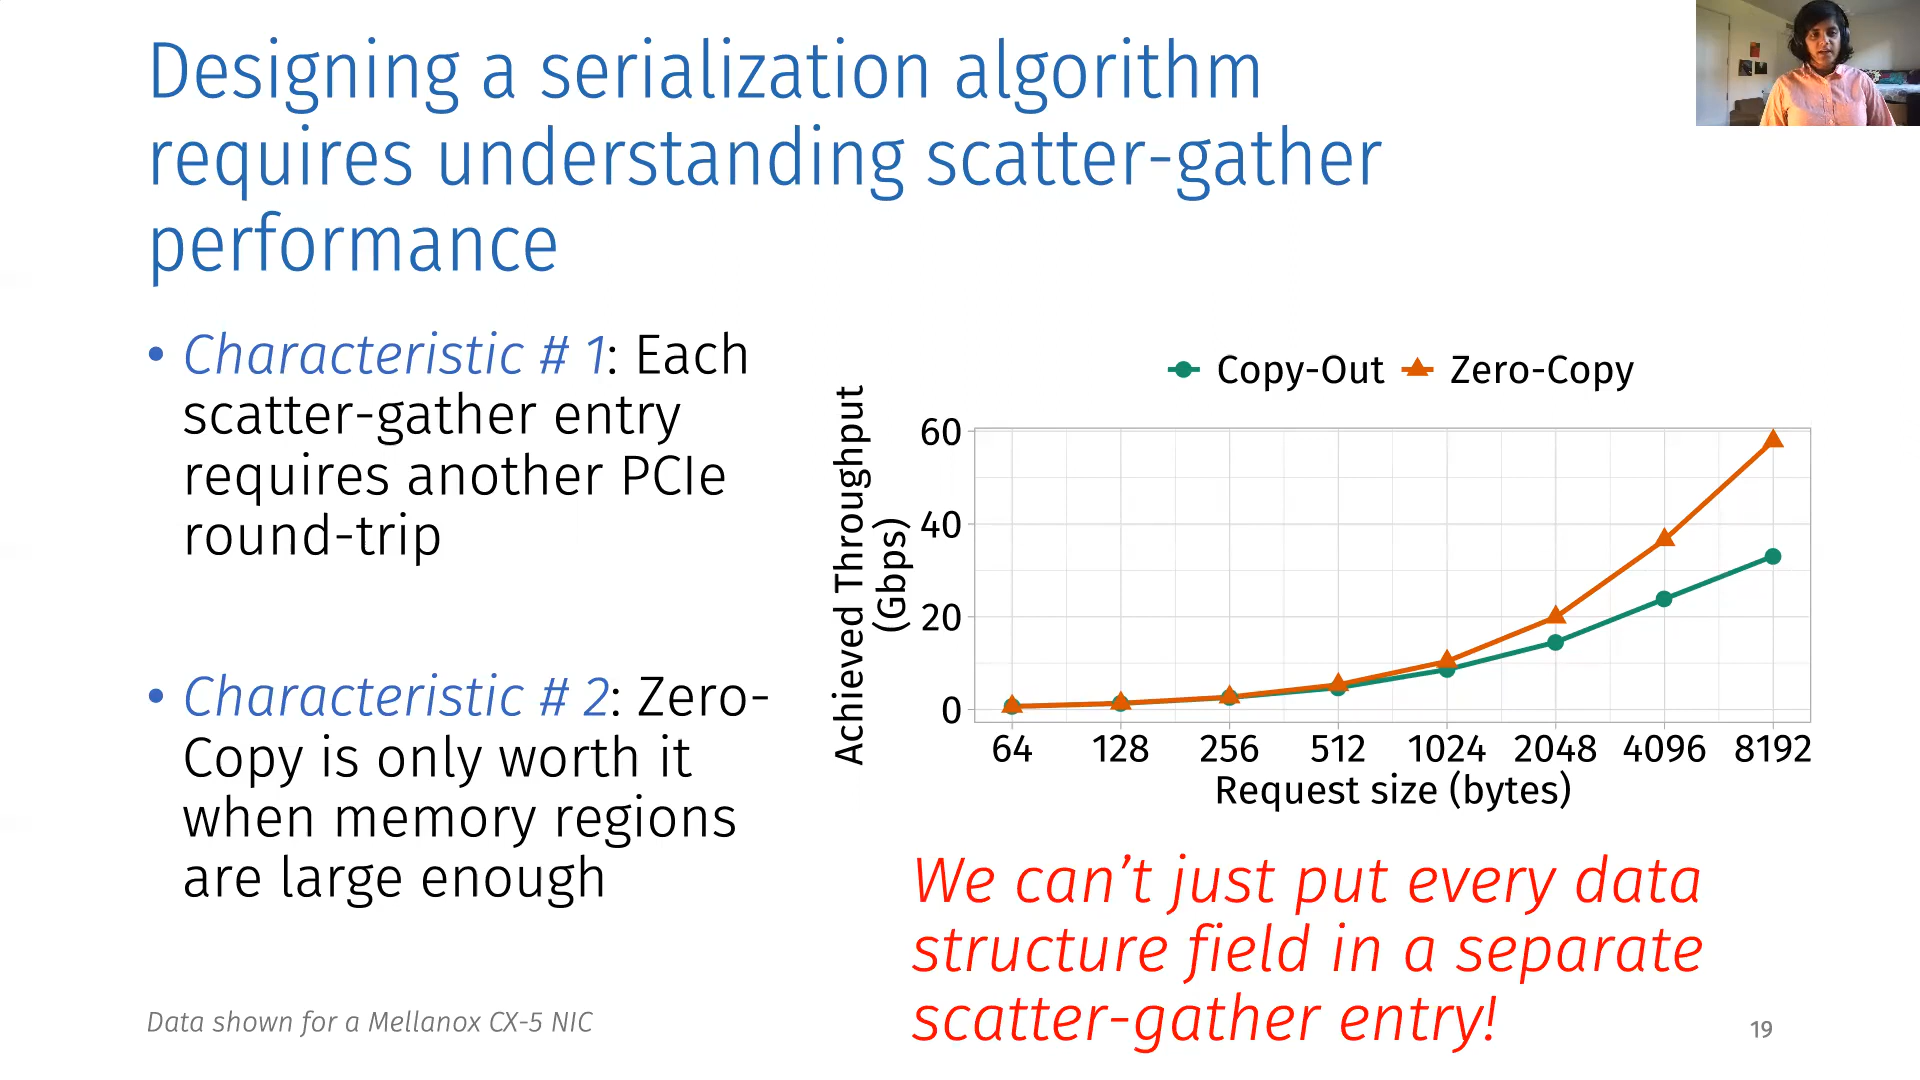 Designing a serialization algorithm
requires understanding scatter-gather
performance
• Characteristic # 1: Each
scatter-gather entry
requires another PCIe
round-trip
• Characteristic # 2: Zero-
Copy is only worth it
when memory regions
are large enough
Data shown for a Mellanox CX-5 NIC
Copy-Out Zero-Copy
Achieved Throughput
(Gbps)
60
40
20
0
64 128 256 512 1024 2048 4096 8192
Request size (bytes)
We can’t just put every data
structure field in a separate
scatter-gather entry!
19